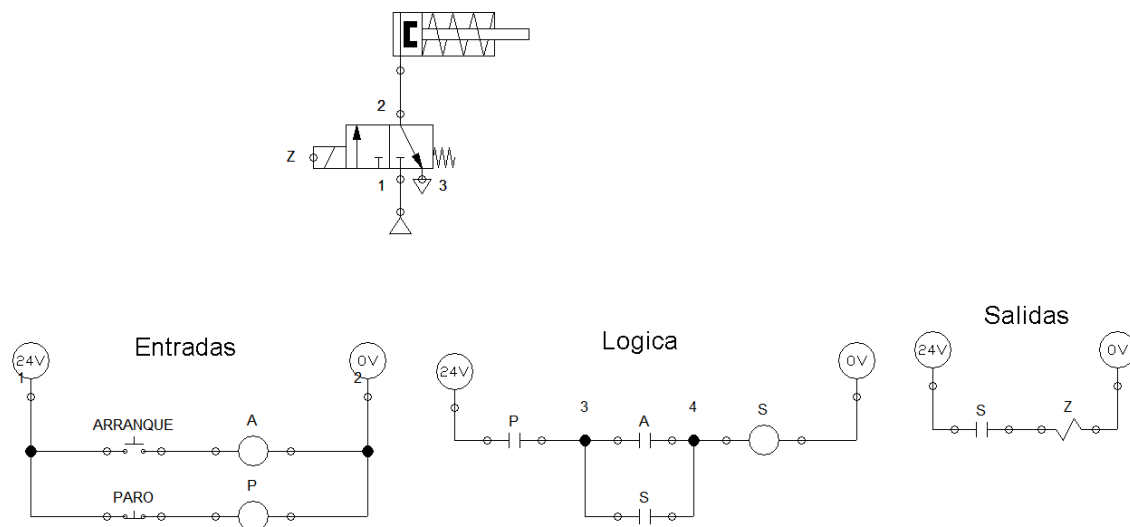 2
Z
1
3
Entradas
Logica
Salidas
24V
0V
24V
0V
24V
0V
1
2
ARRANQUE
A
P
3
A
4
S
S
Z
PARO
P
S